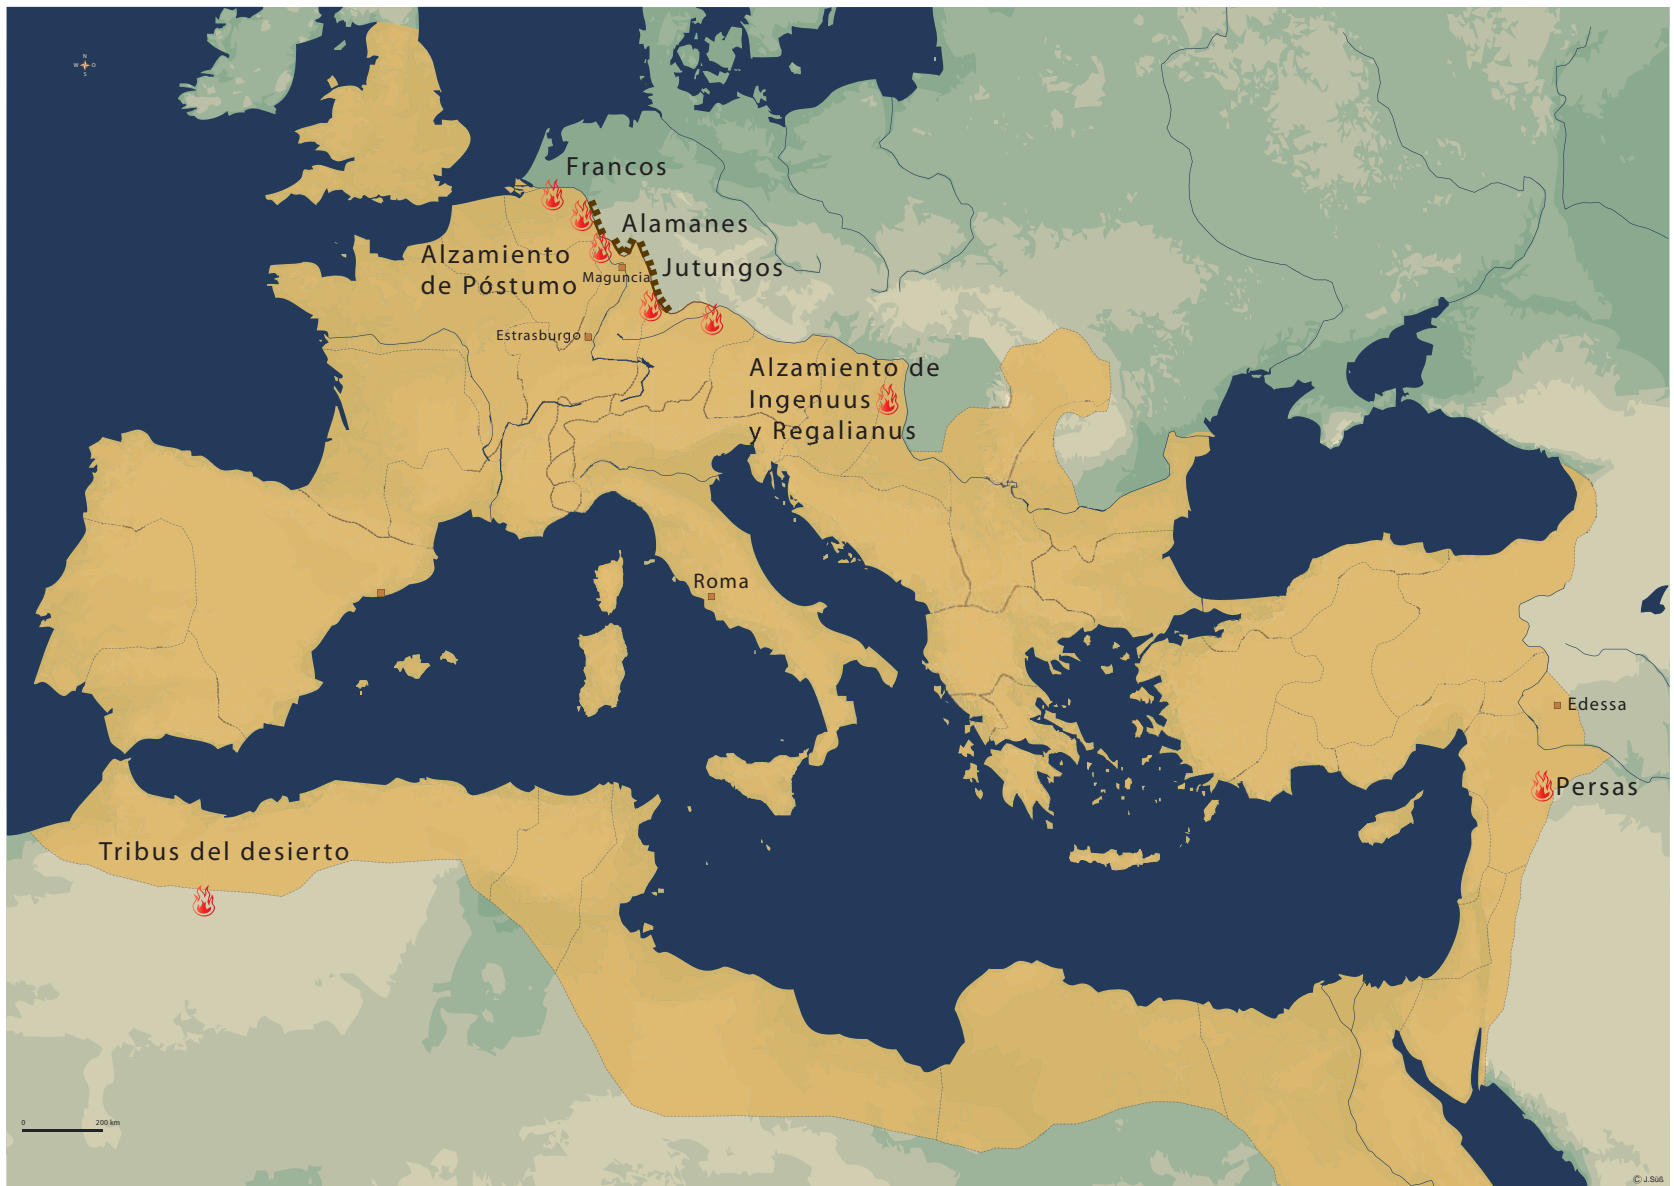 N
W O
S
Francos
Alamanes
Alzamiento
de Póstumo
Jutungos
Maguncia
Estrasburgo
Alzamiento de
Ingenuus
y Regalianus
Roma
Edessa
Persas
Tribus del desierto
0 200 km
© J.Süß